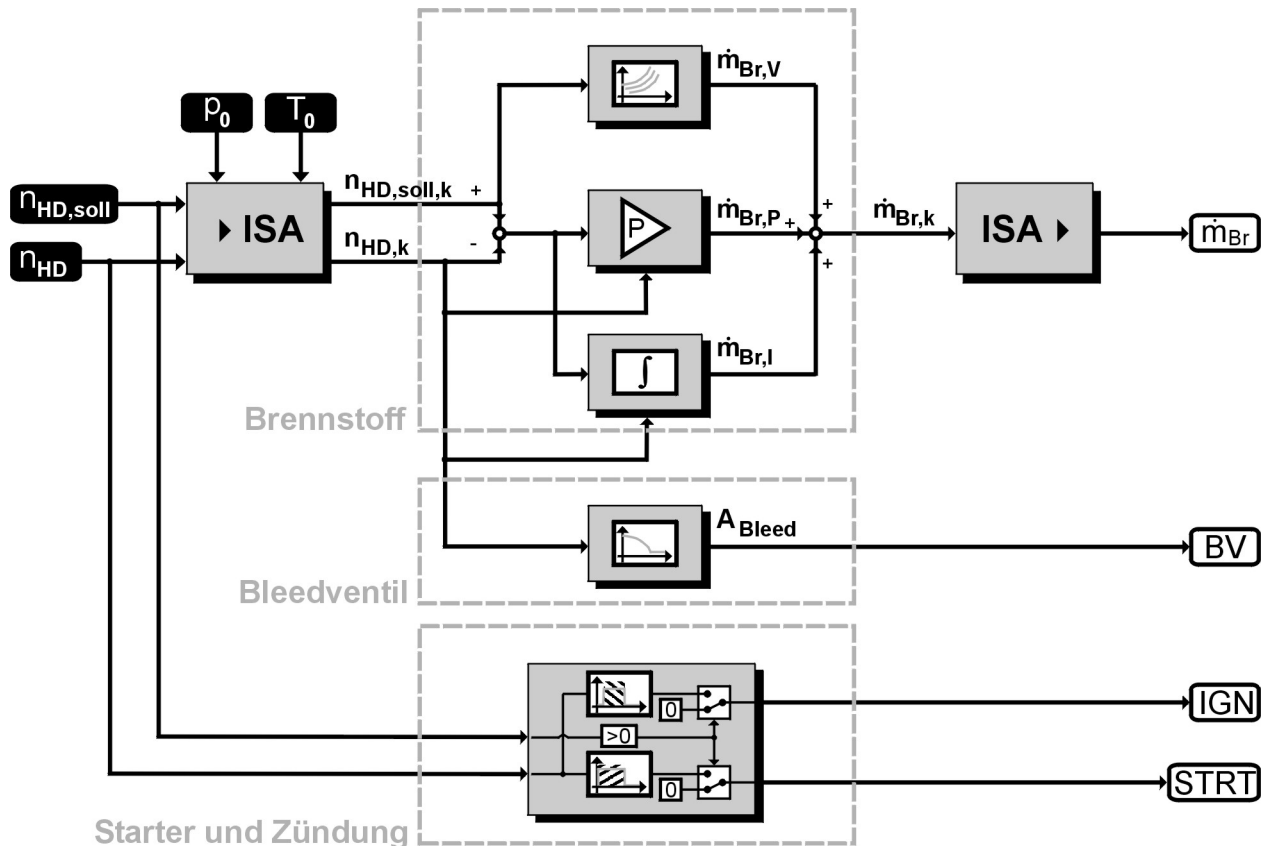 ṁBr,V
p0
T0
nHD,soll
▶ ISA
nHD,soll,k
+
P
ṁBr,P
+
+
ṁBr,k
ISA ▶
ṁBr
nHD
nHD,k
-
+
∫
ṁBr,I
Brennstoff
ABleed
BV
Bleedventil
0
IGN
>0
0
STRT
Starter und Zündung